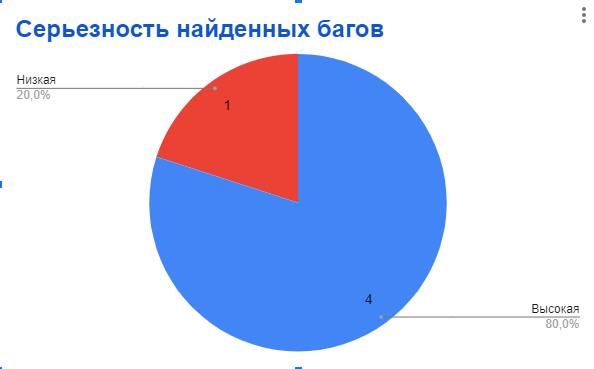 Серьезность найденных багов
Низкая
20,0%
1
4
Высокая
80,0%